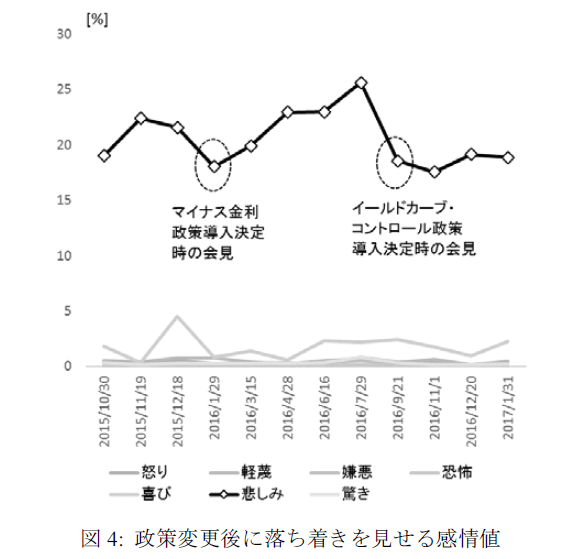 [%]
30
25
20
15
10
5
0
マイナス金利
政策導入決定
時の会見
イールドカーブ・
コントロール政策
導入決定時の会見
2015/10/30
2015/11/19
2015/12/18
2016/1/29
2016/3/15
2016/4/28
2016/6/16
2016/7/29
2016/9/21
2016/11/1
2016/12/20
2017/1/31
怒り 軽蔑 嫌悪 恐怖
喜び 悲しみ 驚き
図 4: 政策変更後に落ち着きを見せる感情値